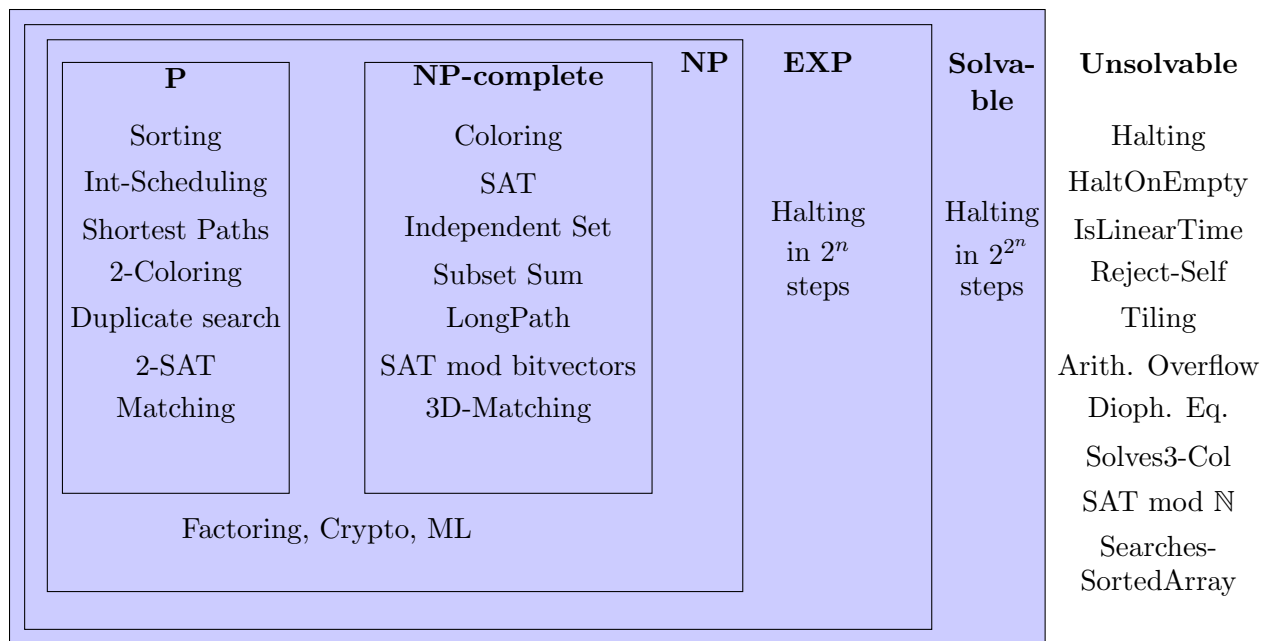 P
Sorting
Int-Scheduling
Shortest Paths
2-Coloring
Duplicate search
2-SAT
Matching
NP-complete
Coloring
SAT
Independent Set
Subset Sum
LongPath
SAT mod bitvectors
3D-Matching
Factoring, Crypto, ML
NP
EXP
Halting
in 2^n
steps
Solva-
ble
Halting
in 2^{2^n}
steps
Unsolvable
Halting
HaltOnEmpty
IsLinearTime
Reject-Self
Tiling
Arith. Overflow
Dioph. Eq.
Solves3-Col
SAT mod ℕ
Searches-
SortedArray